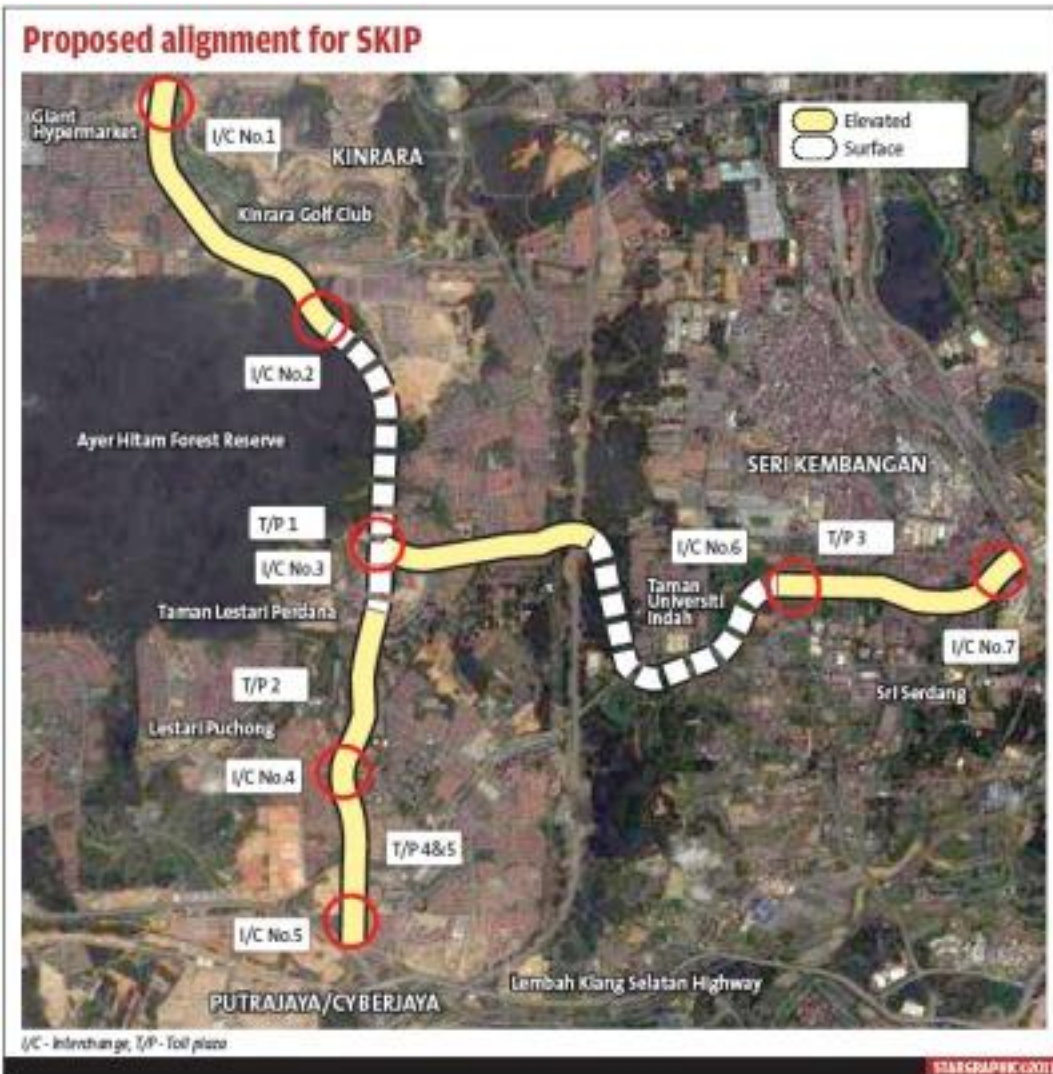 Proposed alignment for SKIP
Giant
Hypermarket
I/C No.1
KINRARA
Elevated
Surface
Kinrara Golf Club
I/C No.2
Ayer Hitam Forest Reserve
SERI KEMBANGAN
T/P 1
I/C No.3
I/C No.6
T/P 3
Taman Lestari Perdana
Taman
Universiti
Indah
I/C No.7
T/P 2
Sri Serdang
Lestari Puchong
I/C No.4
T/P 4&5
I/C No.5
Lembah Klang Selatan Highway
PUTRAJAYA/CYBERJAYA
I/C - Interchange, T/P - Toll plaza